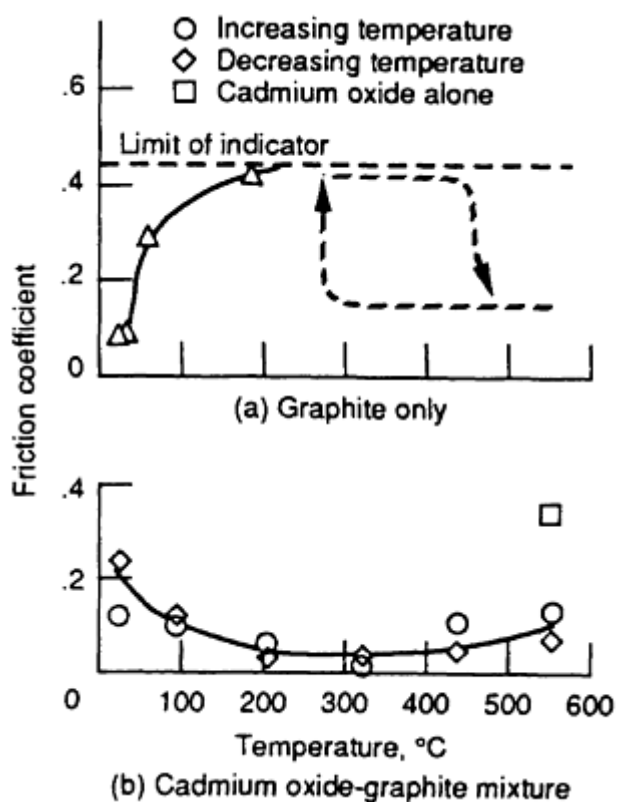 Increasing temperature
Decreasing temperature
Cadmium oxide alone
.6
Limit of indicator
.4
.2
0
(a) Graphite only
Friction coefficient
.4
.2
0 100 200 300 400 500 600
Temperature, °C
(b) Cadmium oxide-graphite mixture